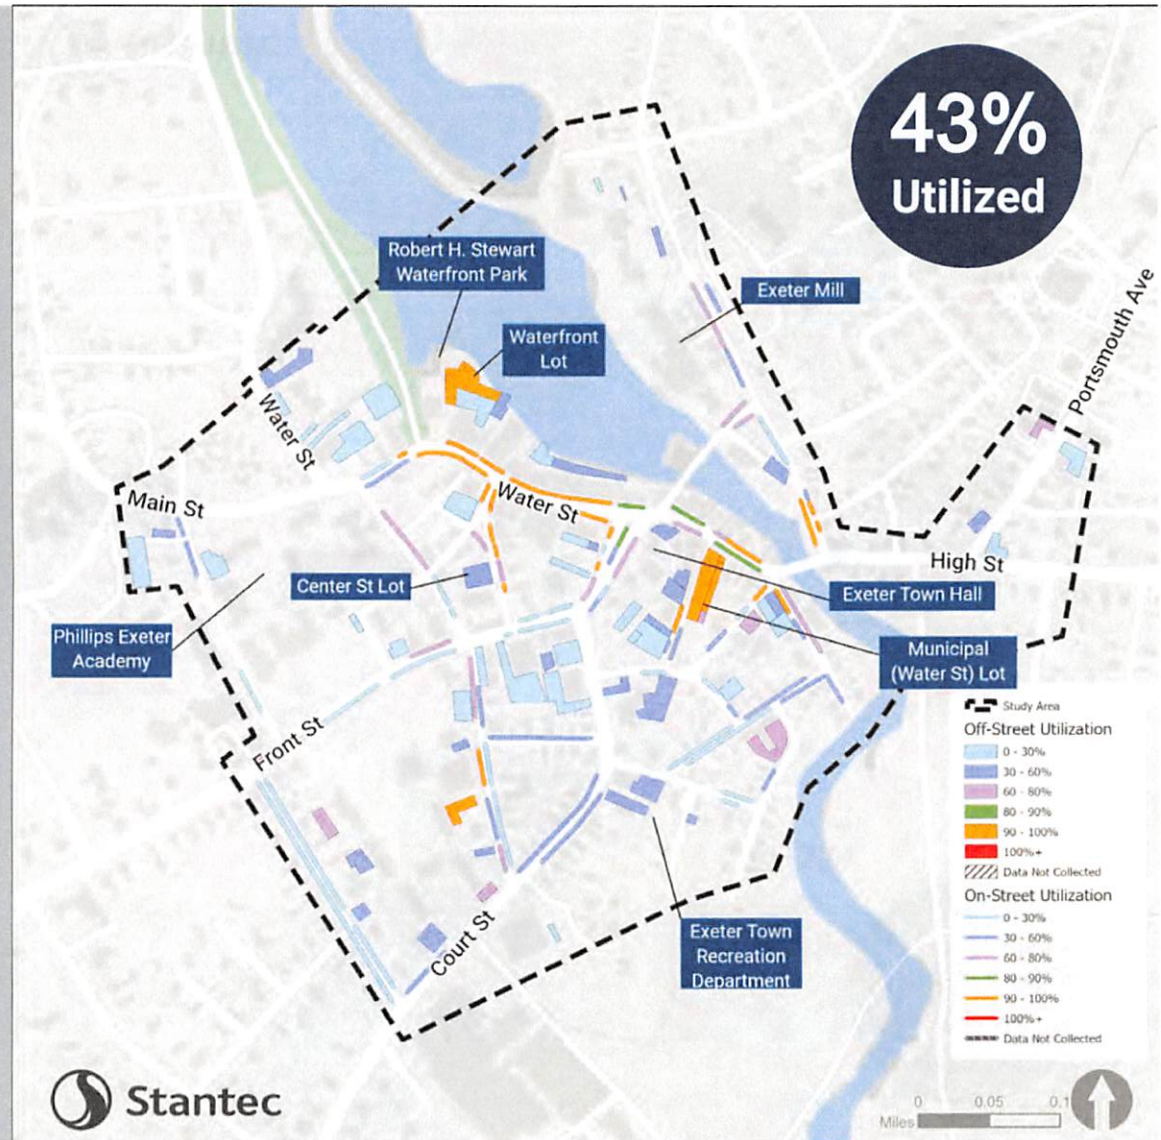 43%
Utilized
Robert H. Stewart
Waterfront Park
Exeter Mill
Waterfront
Lot
Portsmouth Ave
Water St
Main St
Water St
High St
Center St Lot
Exeter Town Hall
Phillips Exeter
Academy
Municipal
(Water St) Lot
Front St
Study Area
Off-Street Utilization
0 - 30%
30 - 60%
60 - 80%
80 - 90%
90 - 100%
100%+
Data Not Collected
On-Street Utilization
0 - 30%
30 - 60%
60 - 80%
80 - 90%
90 - 100%
100%+
Data Not Collected
Court St
Exeter Town
Recreation
Department
Stantec
0 0.05 0.1
Miles